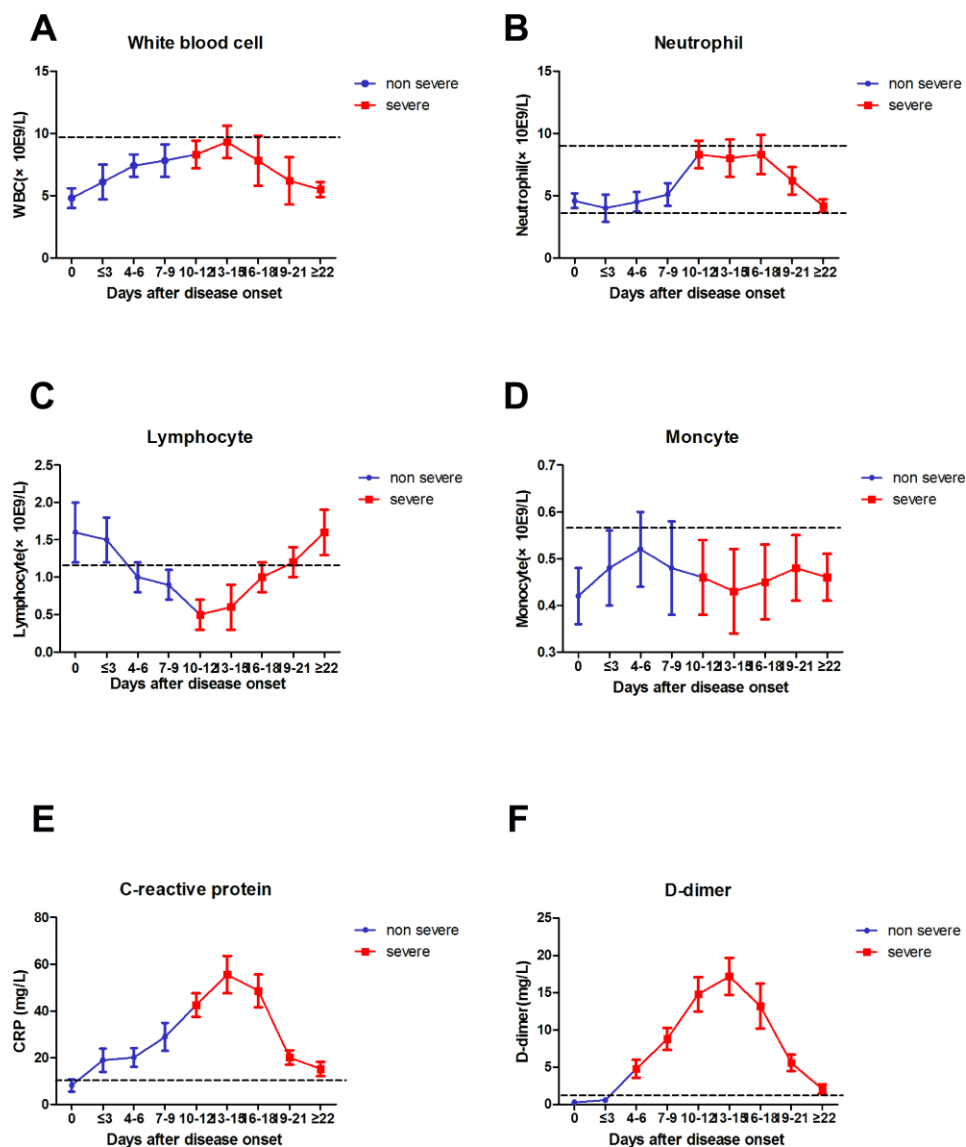 A
White blood cell
WBC(× 10E9/L)
15
10
5
0
0 ≤3 4-6 7-9 10-12 13-15 16-18 19-21 ≥22
Days after disease onset
non severe
severe
B
Neutrophil
Neutrophil(× 10E9/L)
15
10
5
0
0 ≤3 4-6 7-9 10-12 13-15 16-18 19-21 ≥22
Days after disease onset
non severe
severe
C
Lymphocyte
Lymphocyte(× 10E9/L)
2.5
2.0
1.5
1.0
0.5
0.0
0 ≤3 4-6 7-9 10-12 13-15 16-18 19-21 ≥22
Days after disease onset
non severe
severe
D
Moncyte
Monocyte(× 10E9/L)
0.7
0.6
0.5
0.4
0.3
0 ≤3 4-6 7-9 10-12 13-15 16-18 19-21 ≥22
Days after disease onset
non severe
severe
E
C-reactive protein
CRP (mg/L)
80
60
40
20
0
0 ≤3 4-6 7-9 10-12 13-15 16-18 19-21 ≥22
Days after disease onset
non severe
severe
F
D-dimer
D-dimer(mg/L)
25
20
15
10
5
0
0 ≤3 4-6 7-9 10-12 13-15 16-18 19-21 ≥22
Days after disease onset
non severe
severe